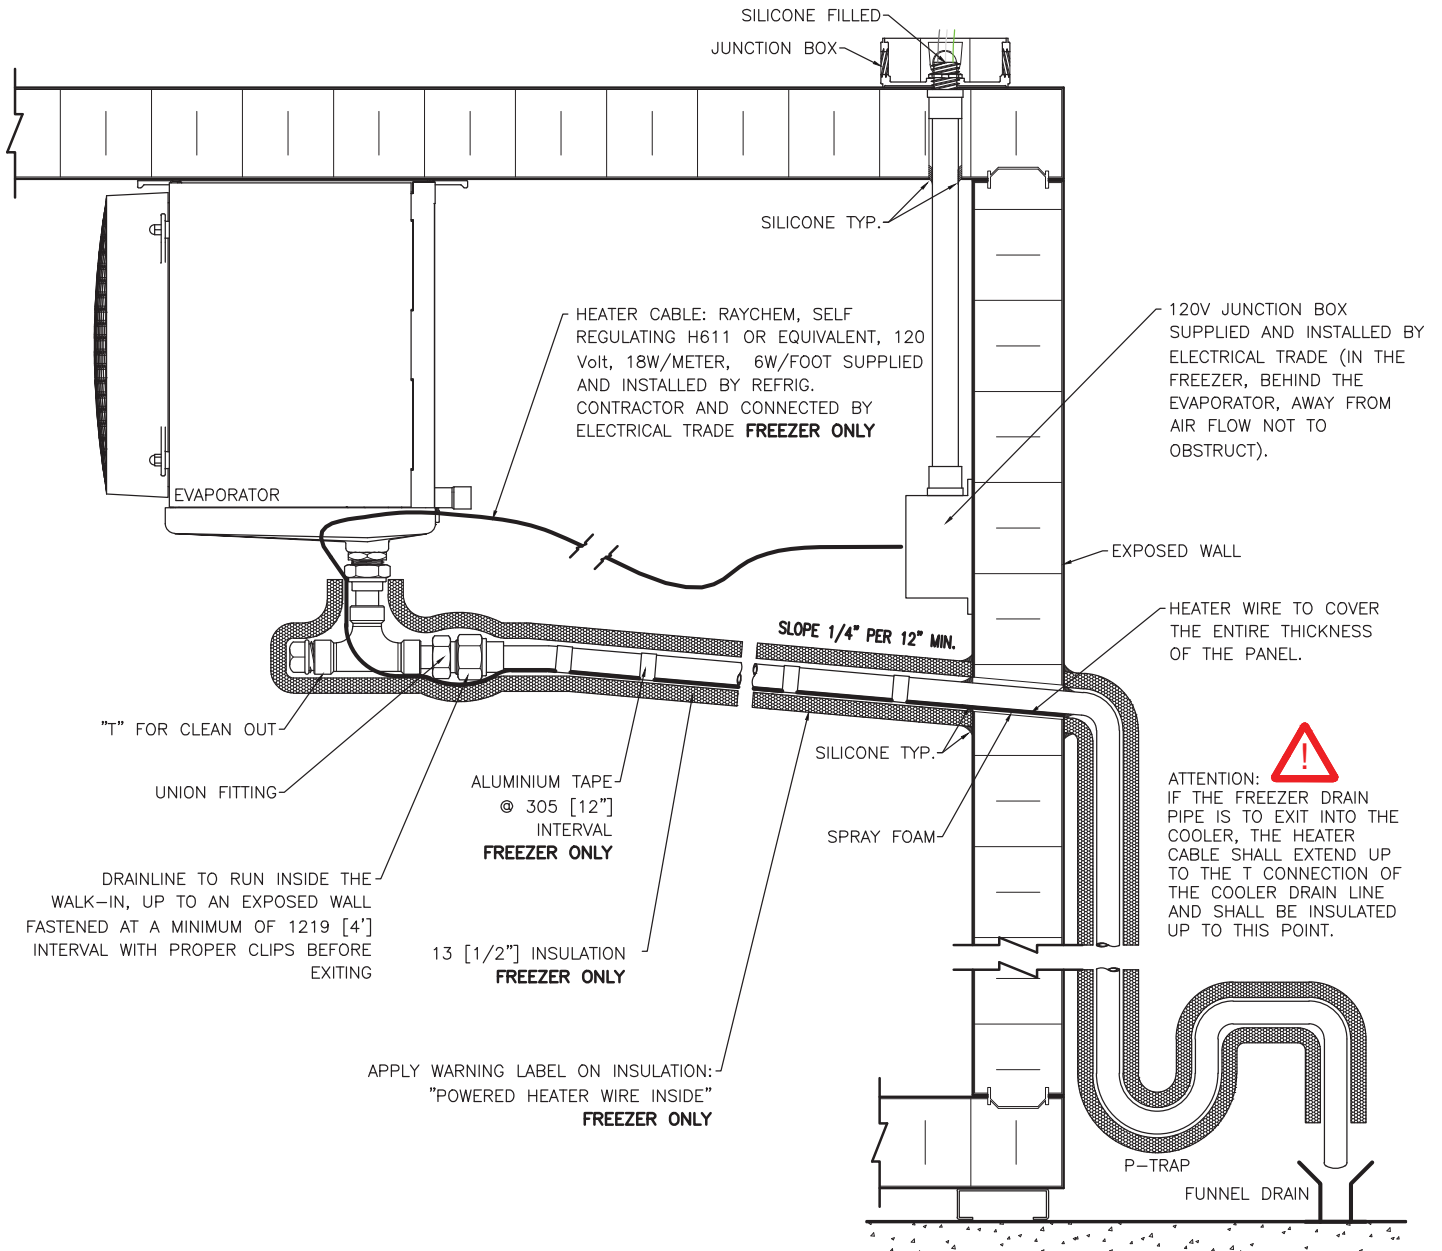 SILICONE FILLED
JUNCTION BOX
SILICONE TYP.
HEATER CABLE: RAYCHEM, SELF
REGULATING H611 OR EQUIVALENT, 120
Volt, 18W/METER, 6W/FOOT SUPPLIED
AND INSTALLED BY REFRIG.
CONTRACTOR AND CONNECTED BY
ELECTRICAL TRADE FREEZER ONLY
120V JUNCTION BOX
SUPPLIED AND INSTALLED BY
ELECTRICAL TRADE (IN THE
FREEZER, BEHIND THE
EVAPORATOR, AWAY FROM
AIR FLOW NOT TO
OBSTRUCT).
EVAPORATOR
EXPOSED WALL
HEATER WIRE TO COVER
THE ENTIRE THICKNESS
OF THE PANEL.
SLOPE 1/4" PER 12" MIN.
"T" FOR CLEAN OUT
UNION FITTING
SILICONE TYP.
ALUMINIUM TAPE
@ 305 [12"]
INTERVAL
FREEZER ONLY
SPRAY FOAM
!
ATTENTION:
IF THE FREEZER DRAIN
PIPE IS TO EXIT INTO THE
COOLER, THE HEATER
CABLE SHALL EXTEND UP
TO THE T CONNECTION OF
THE COOLER DRAIN LINE
AND SHALL BE INSULATED
UP TO THIS POINT.
DRAINLINE TO RUN INSIDE THE
WALK-IN, UP TO AN EXPOSED WALL
FASTENED AT A MINIMUM OF 1219 [4']
INTERVAL WITH PROPER CLIPS BEFORE
EXITING
13 [1/2"] INSULATION
FREEZER ONLY
APPLY WARNING LABEL ON INSULATION:
"POWERED HEATER WIRE INSIDE"
FREEZER ONLY
P-TRAP
FUNNEL DRAIN